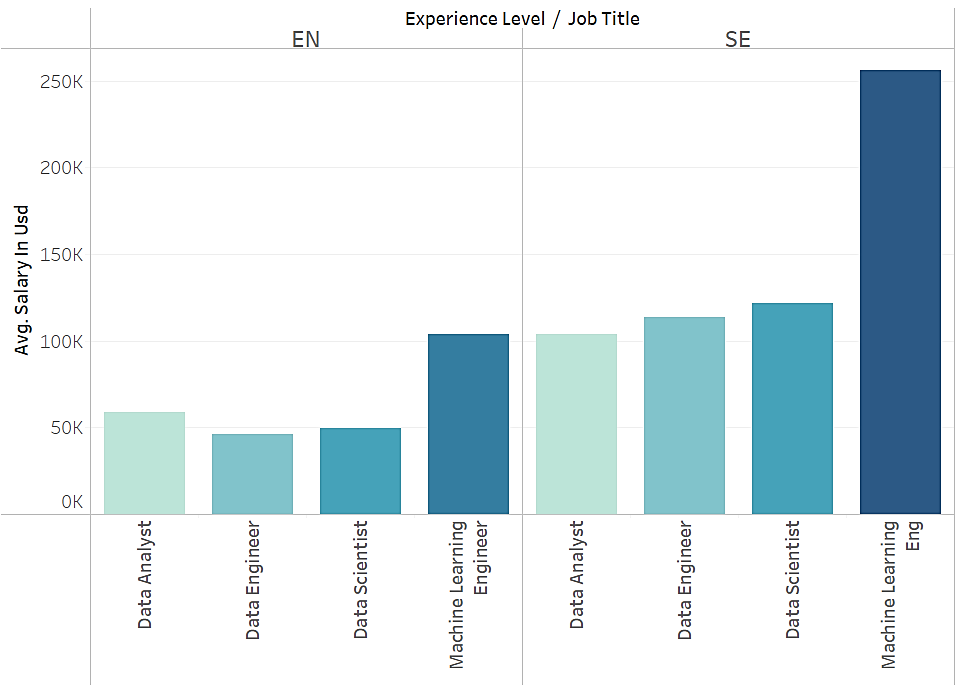 Experience Level / Job Title
EN
SE
Avg. Salary In Usd
250K
200K
150K
100K
50K
0K
Data Analyst
Data Engineer
Data Scientist
Machine Learning
Engineer
Data Analyst
Data Engineer
Data Scientist
Machine Learning
Eng